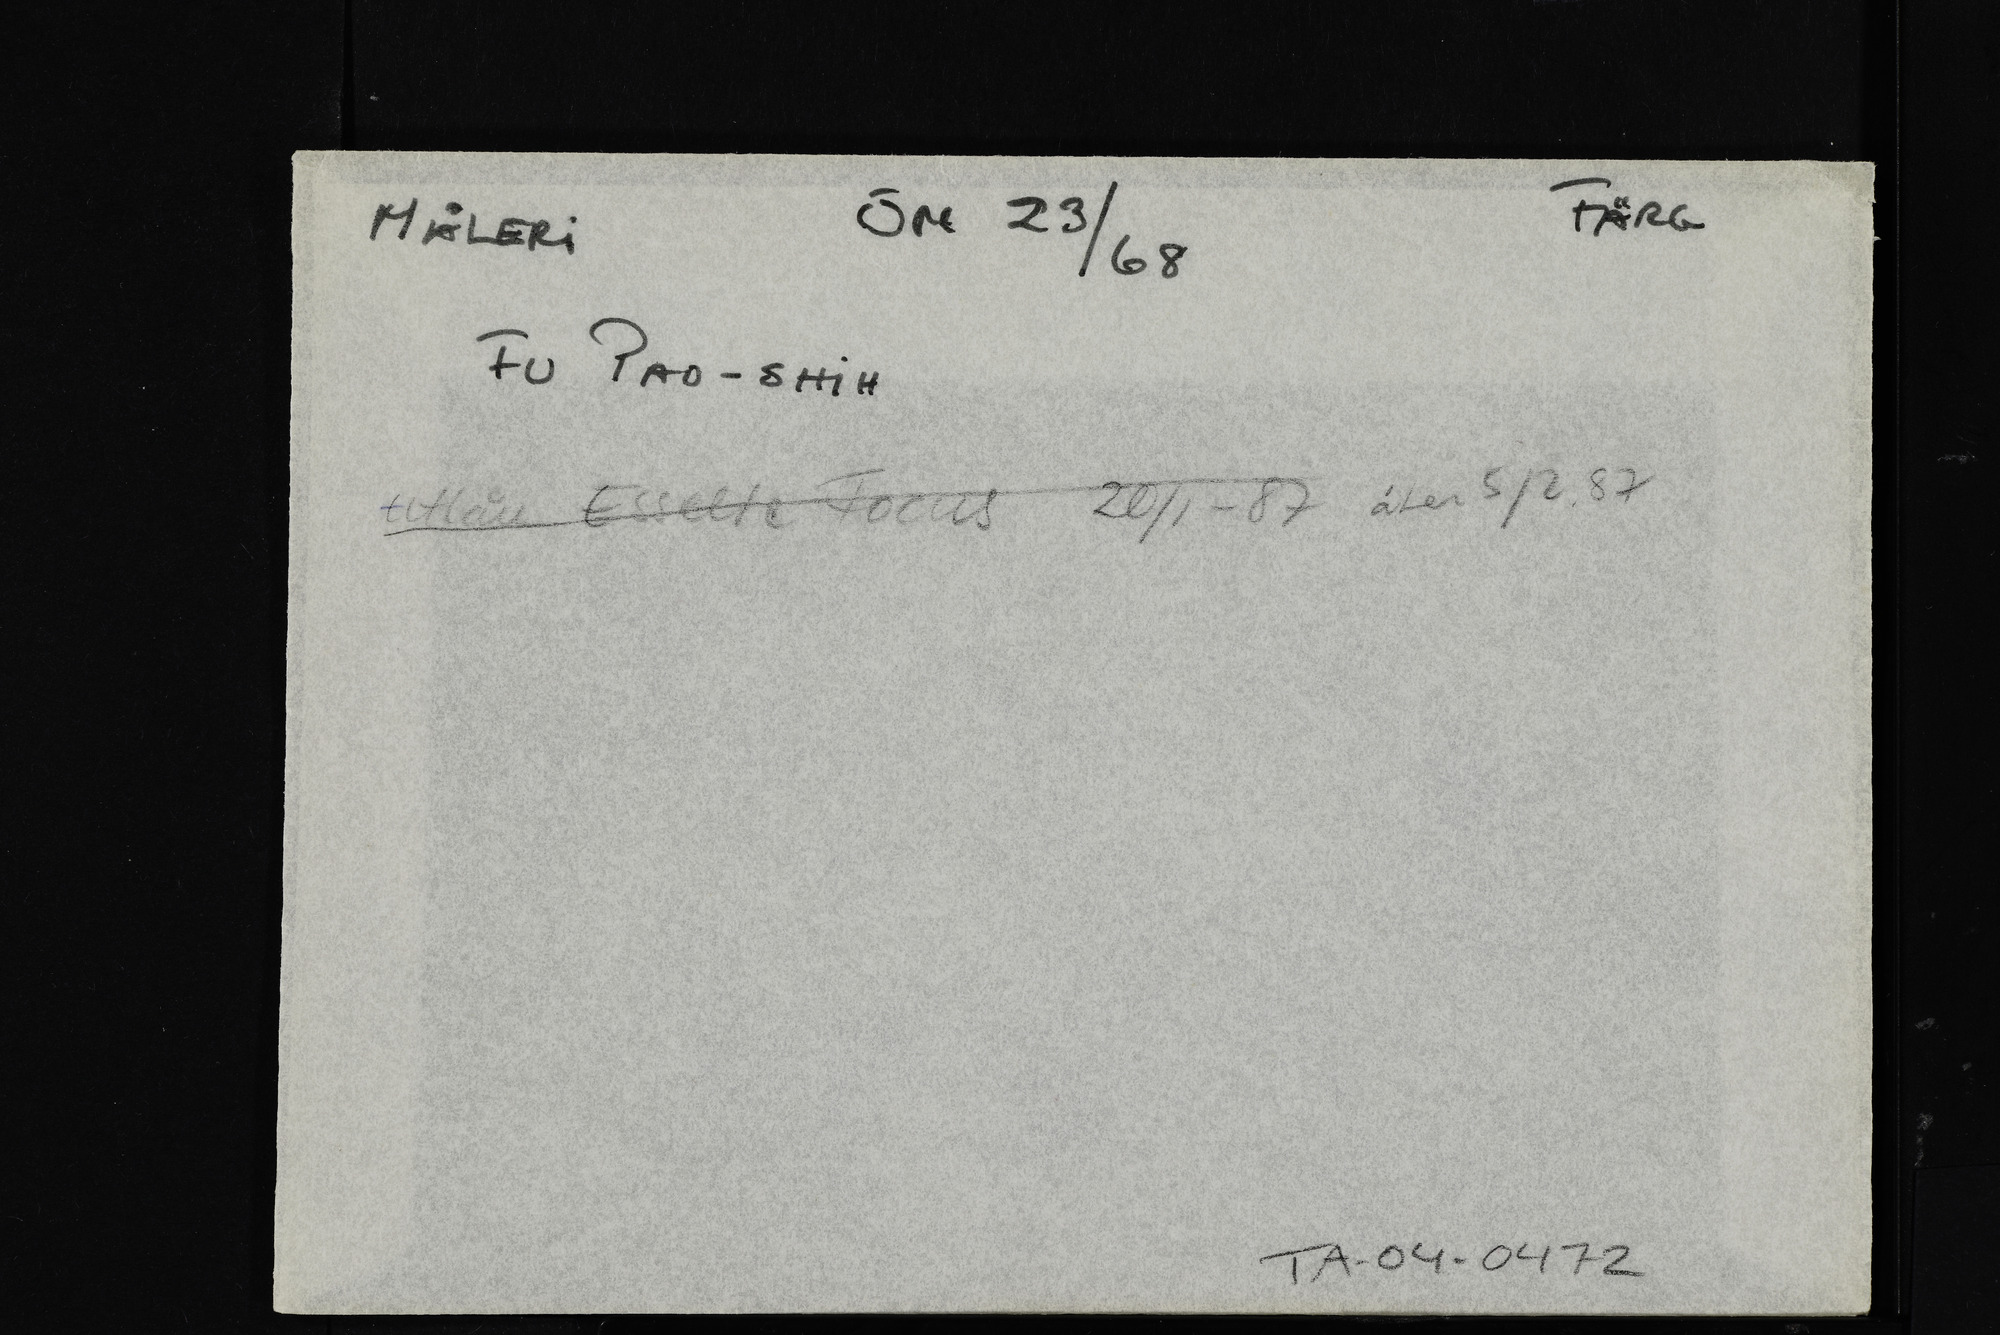 MÅLERI ÖM 23/68 FÄRG
FU PAO-SHIH
utlån Esselte Focus 20/1-87 åter 5/2.87
TA-04-0472